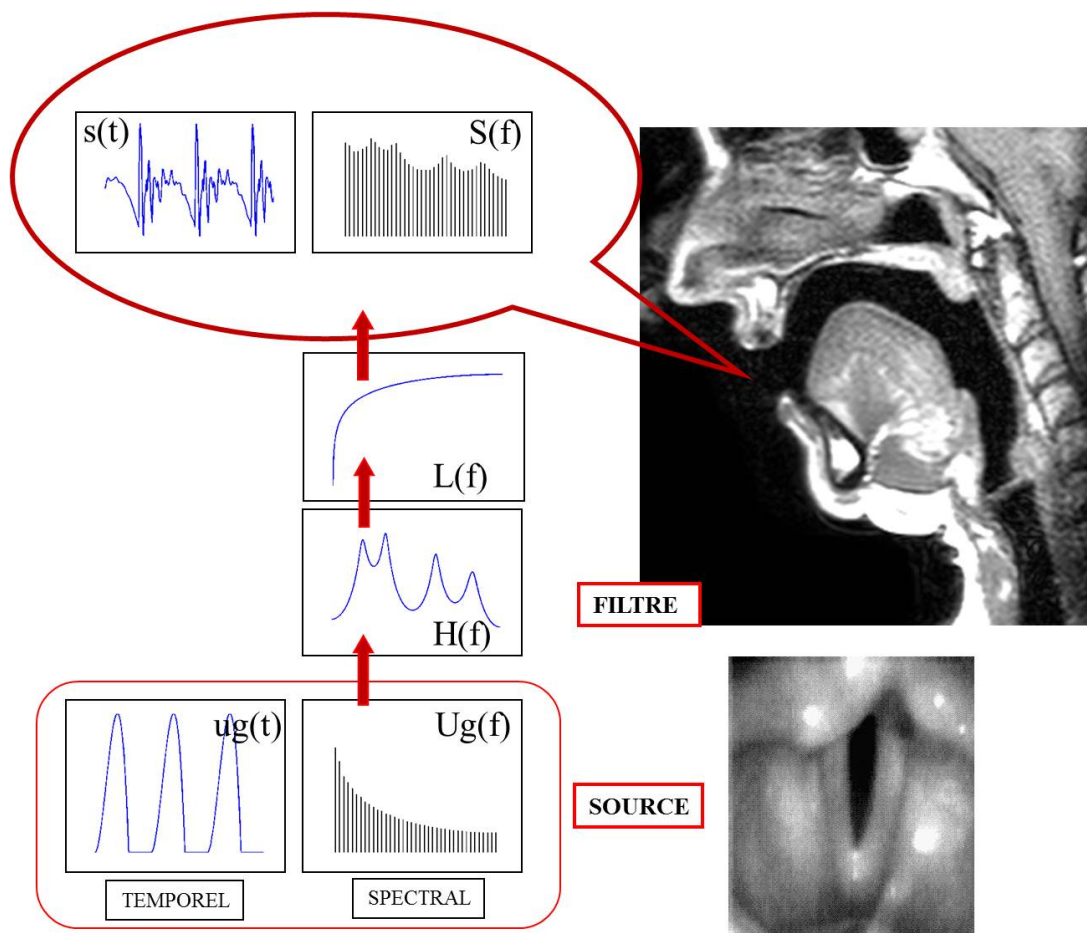 s(t)
S(f)
L(f)
H(f)
FILTRE
ug(t)
Ug(f)
SOURCE
TEMPOREL
SPECTRAL